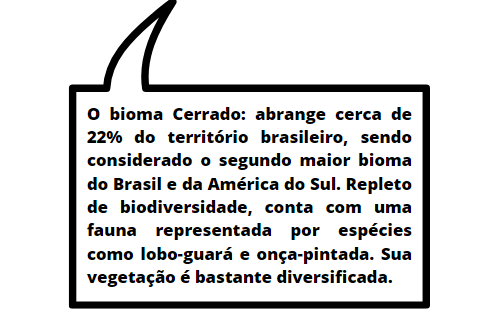 O bioma Cerrado: abrange cerca de
22% do território brasileiro, sendo
considerado o segundo maior bioma
do Brasil e da América do Sul. Repleto
de biodiversidade, conta com uma
fauna representada por espécies
como lobo-guará e onça-pintada. Sua
vegetação é bastante diversificada.